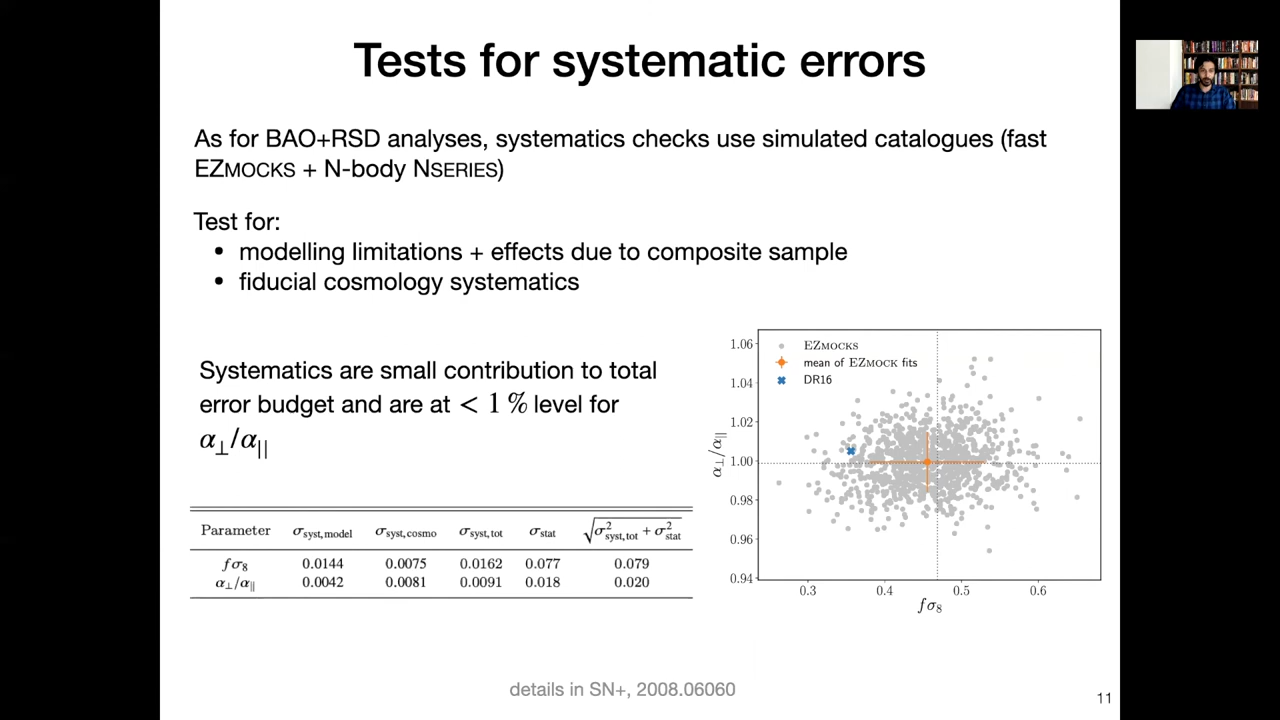 Tests for systematic errors
As for BAO+RSD analyses, systematics checks use simulated catalogues (fast
EZMOCKS + N-body NSERIES)
Test for:
• modelling limitations + effects due to composite sample
• fiducial cosmology systematics
Systematics are small contribution to total
error budget and are at < 1 % level for
α⊥/α||
Parameter σsyst,model σsyst,cosmo σsyst,tot σstat √σ²syst,tot + σ²stat
fσ8 0.0144 0.0075 0.0162 0.077 0.079
α⊥/α|| 0.0042 0.0081 0.0091 0.018 0.020
EZMOCKS
mean of EZMOCK fits
DR16
1.06
1.04
1.02
1.00
0.98
0.96
0.94
α⊥/α||
0.3 0.4 0.5 0.6
fσ8
details in SN+, 2008.06060
11